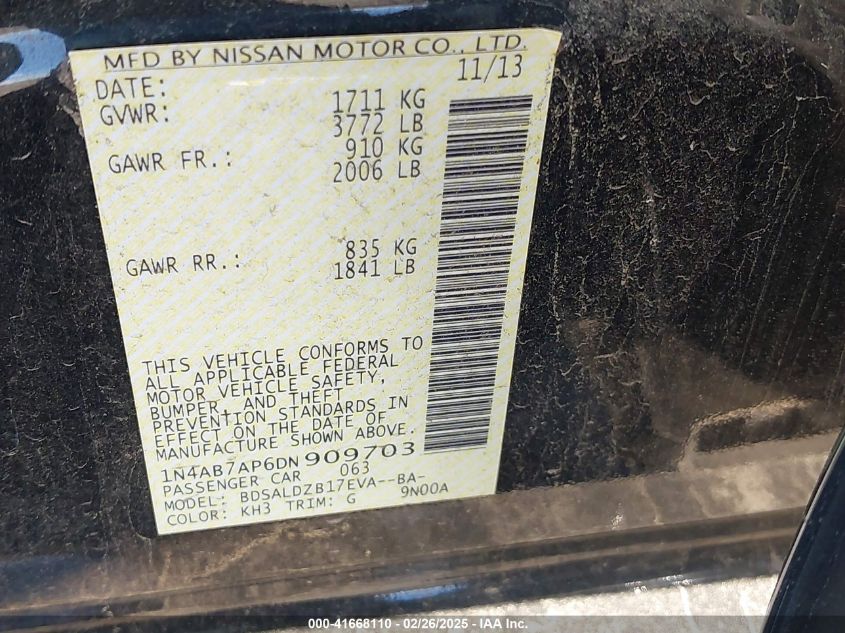 MFD BY NISSAN MOTOR CO., LTD.
DATE: 11/13
GVWR: 1711 KG
3772 LB
GAWR FR.: 910 KG
2006 LB
GAWR RR.: 835 KG
1841 LB
THIS VEHICLE CONFORMS TO
ALL APPLICABLE FEDERAL
MOTOR VEHICLE SAFETY,
BUMPER, AND THEFT
PREVENTION STANDARDS IN
EFFECT ON THE DATE OF
MANUFACTURE SHOWN ABOVE.
1N4AB7AP6DN 909703
PASSENGER CAR 063
MODEL: BDSALDZB17EVA--BA-
COLOR: KH3 TRIM: G 9N00A
000-41668110 - 02/26/2025 - IAA Inc.